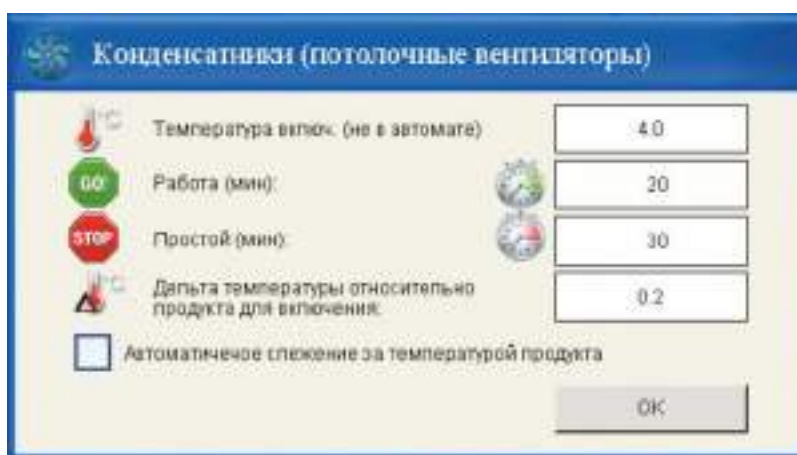 Конденсатники (потолочные вентиляторы)
°C
Температура включ. (не в автомате)
4.0
GO!
Работа (мин):
20
STOP
Простой (мин):
30
°C
Дельта температуры относительно
продукта для включения:
0.2
Автоматичечое слежение за температурой продукта
OK